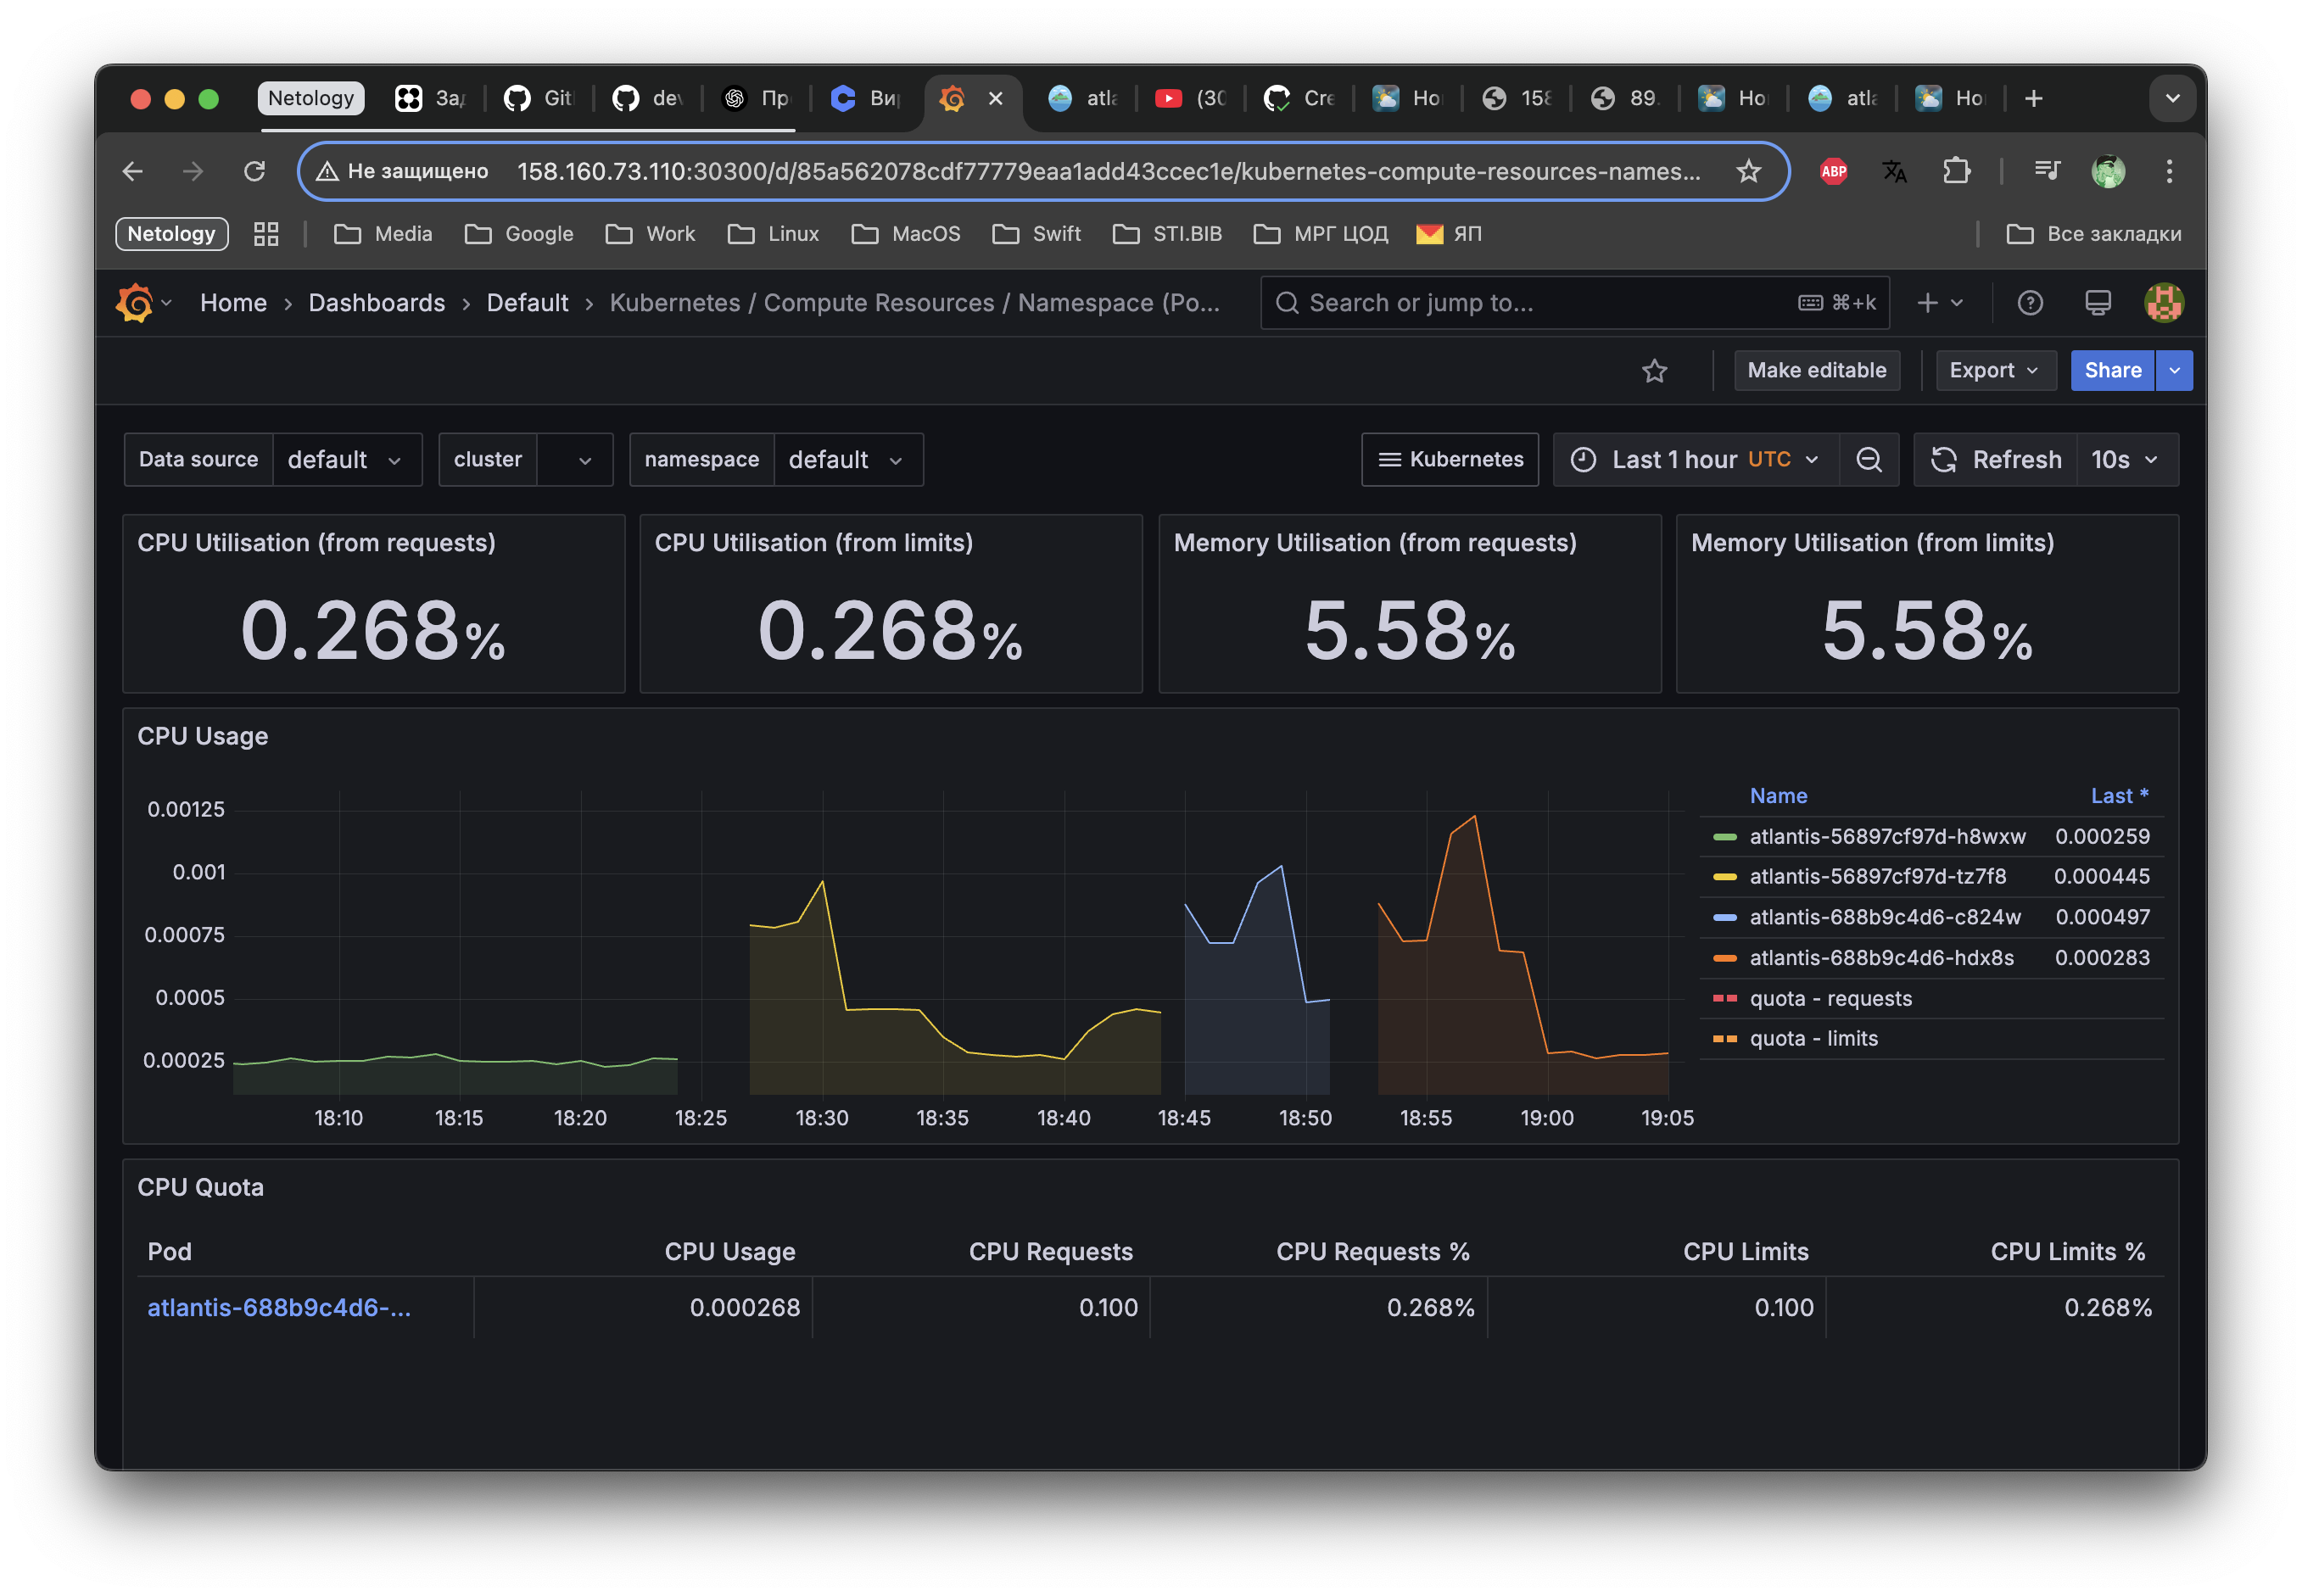 Netology За Git dev Пр Ви × atla (30 Cre Ho 158 89. Ho atla Ho +
Не защищено 158.160.73.110:30300/d/85a562078cdf77779eaa1add43ccec1e/kubernetes-compute-resources-names... ABP
Netology Media Google Work Linux MacOS Swift STI.BIB МРГ ЦОД ЯП Все закладки
Home › Dashboards › Default › Kubernetes / Compute Resources / Namespace (Po... Search or jump to... ⌘+k
Make editable Export Share
Data source default cluster namespace default Kubernetes Last 1 hour UTC Refresh 10s
CPU Utilisation (from requests) CPU Utilisation (from limits) Memory Utilisation (from requests) Memory Utilisation (from limits)
0.268% 0.268% 5.58% 5.58%
CPU Usage
0.00125
0.001
0.00075
0.0005
0.00025
18:10 18:15 18:20 18:25 18:30 18:35 18:40 18:45 18:50 18:55 19:00 19:05
Name Last *
atlantis-56897cf97d-h8wxw 0.000259
atlantis-56897cf97d-tz7f8 0.000445
atlantis-688b9c4d6-c824w 0.000497
atlantis-688b9c4d6-hdx8s 0.000283
quota - requests
quota - limits
CPU Quota
Pod CPU Usage CPU Requests CPU Requests % CPU Limits CPU Limits %
atlantis-688b9c4d6-... 0.000268 0.100 0.268% 0.100 0.268%